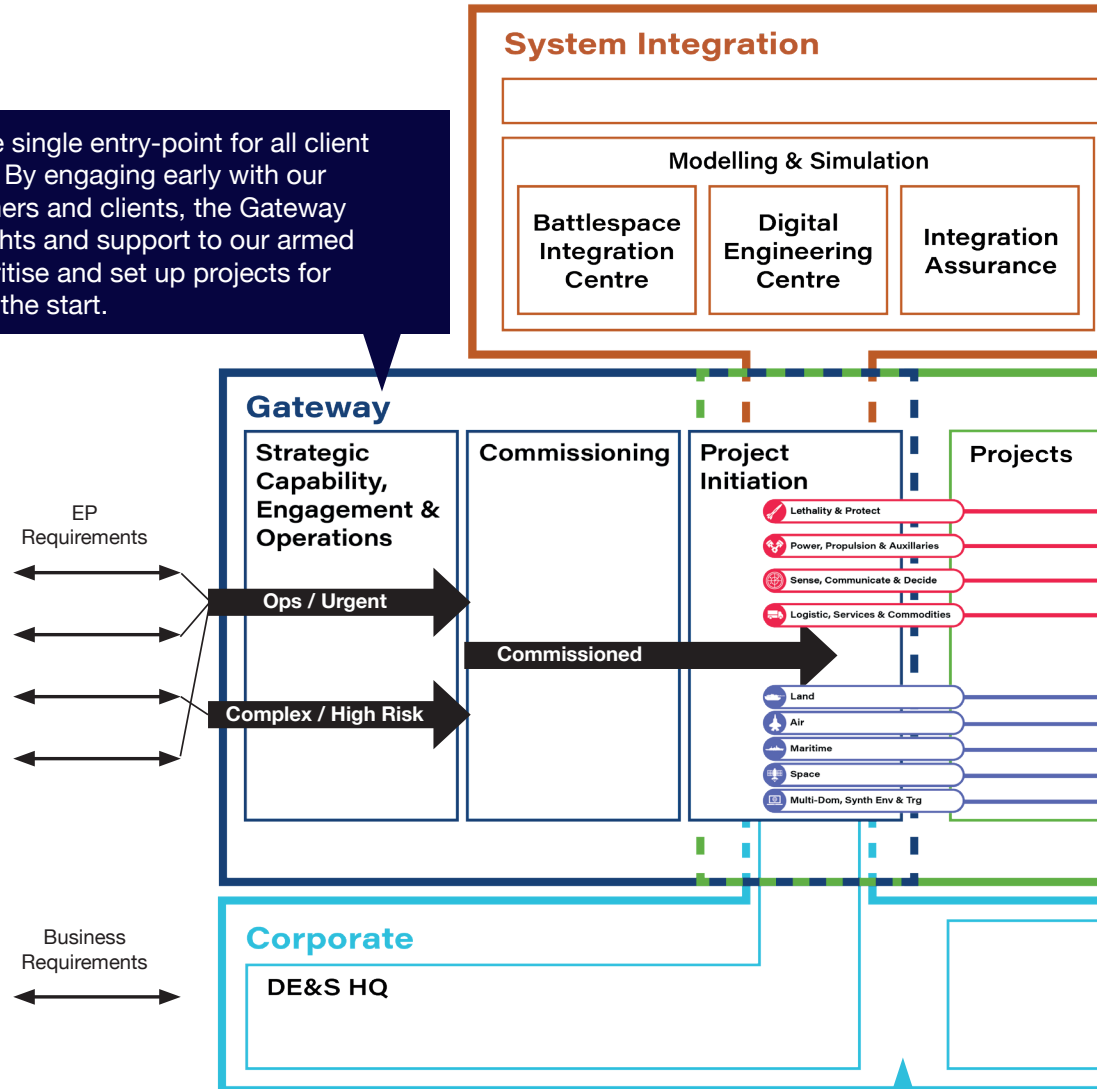 System Integration
Modelling & Simulation
Battlespace
Integration
Centre
Digital
Engineering
Centre
Integration
Assurance
single entry-point for all client
By engaging early with our
and clients, the Gateway
and support to our armed
and set up projects for
the start.
Gateway
Strategic
Capability,
Engagement &
Operations
Commissioning
Project
Initiation
Projects
EP
Requirements
Ops / Urgent
Commissioned
Complex / High Risk
Lethality & Protect
Power, Propulsion & Auxillaries
Sense, Communicate & Decide
Logistic, Services & Commodities
Land
Air
Maritime
Space
Multi-Dom, Synth Env & Trg
Business
Requirements
Corporate
DE&S HQ